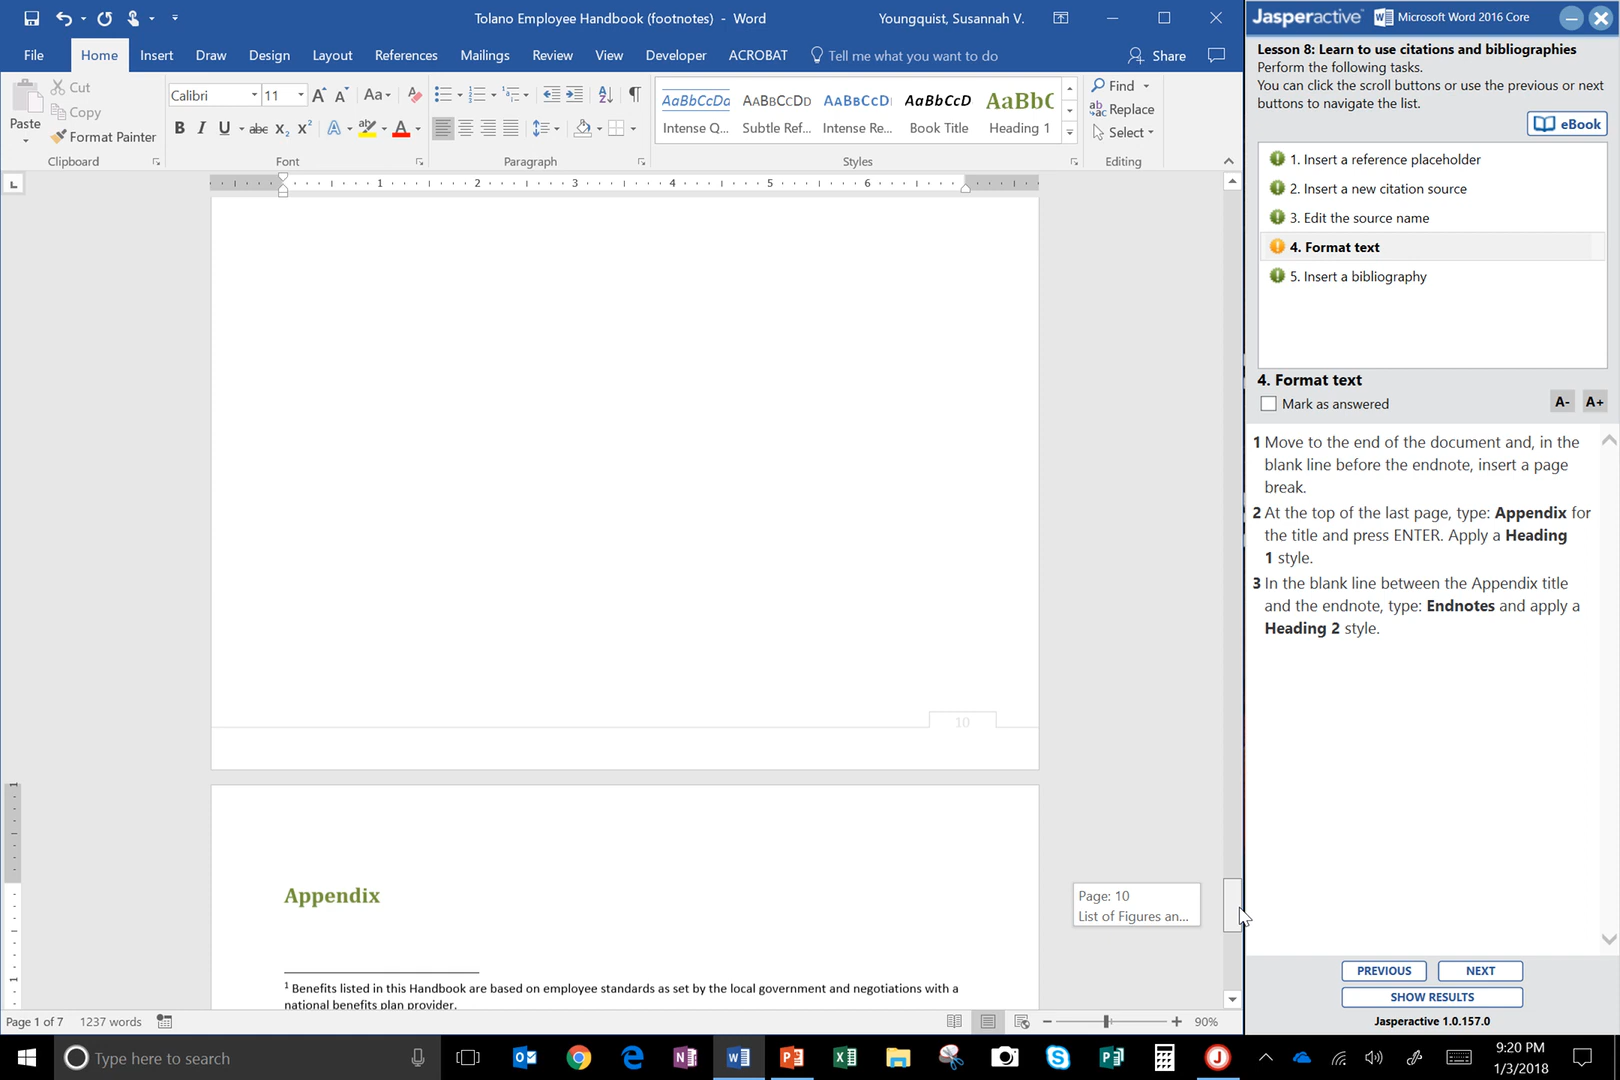 Tolano Employee Handbook (footnotes) - Word
Youngquist, Susannah V.
File Home Insert Draw Design Layout References Mailings Review View Developer ACROBAT Tell me what you want to do Share
Paste
Cut
Copy
Format Painter
Clipboard
Calibri 11
Font
Paragraph
AaBbCcDd AaBbCcDd AaBbCcDd AaBbCcD AaBbC
Intense Q... Subtle Ref... Intense Re... Book Title Heading 1
Styles
Find
Replace
Select
Editing
1 2 3 4 5 6
10
Appendix
1 Benefits listed in this Handbook are based on employee standards as set by the local government and negotiations with a
national benefits plan provider.
Page: 10
List of Figures an...
Page 1 of 7 1237 words
90%
Jasperactive Microsoft Word 2016 Core
Lesson 8: Learn to use citations and bibliographies
Perform the following tasks.
You can click the scroll buttons or use the previous or next
buttons to navigate the list.
eBook
1. Insert a reference placeholder
2. Insert a new citation source
3. Edit the source name
4. Format text
5. Insert a bibliography
4. Format text
Mark as answered
A- A+
1 Move to the end of the document and, in the
blank line before the endnote, insert a page
break.
2 At the top of the last page, type: Appendix for
the title and press ENTER. Apply a Heading
1 style.
3 In the blank line between the Appendix title
and the endnote, type: Endnotes and apply a
Heading 2 style.
PREVIOUS NEXT
SHOW RESULTS
Jasperactive 1.0.157.0
Type here to search
9:20 PM
1/3/2018